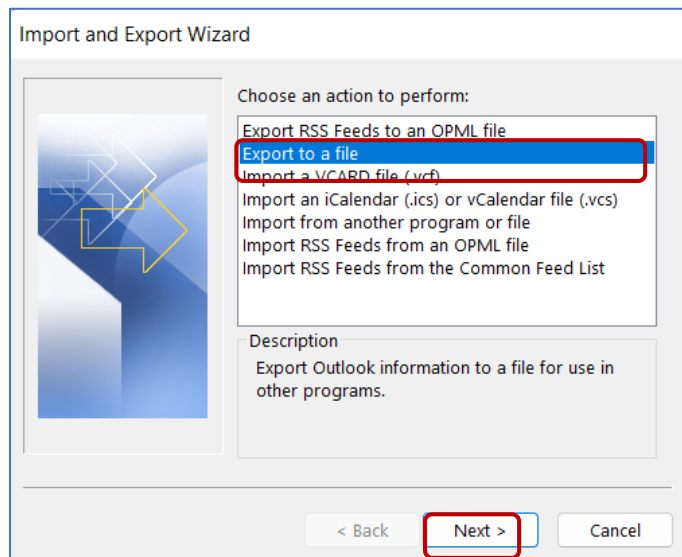 Import and Export Wizard
Choose an action to perform:
Export RSS Feeds to an OPML file
Export to a file
Import a VCARD file (.vcf)
Import an iCalendar (.ics) or vCalendar file (.vcs)
Import from another program or file
Import RSS Feeds from an OPML file
Import RSS Feeds from the Common Feed List
Description
Export Outlook information to a file for use in
other programs.
< Back Next > Cancel